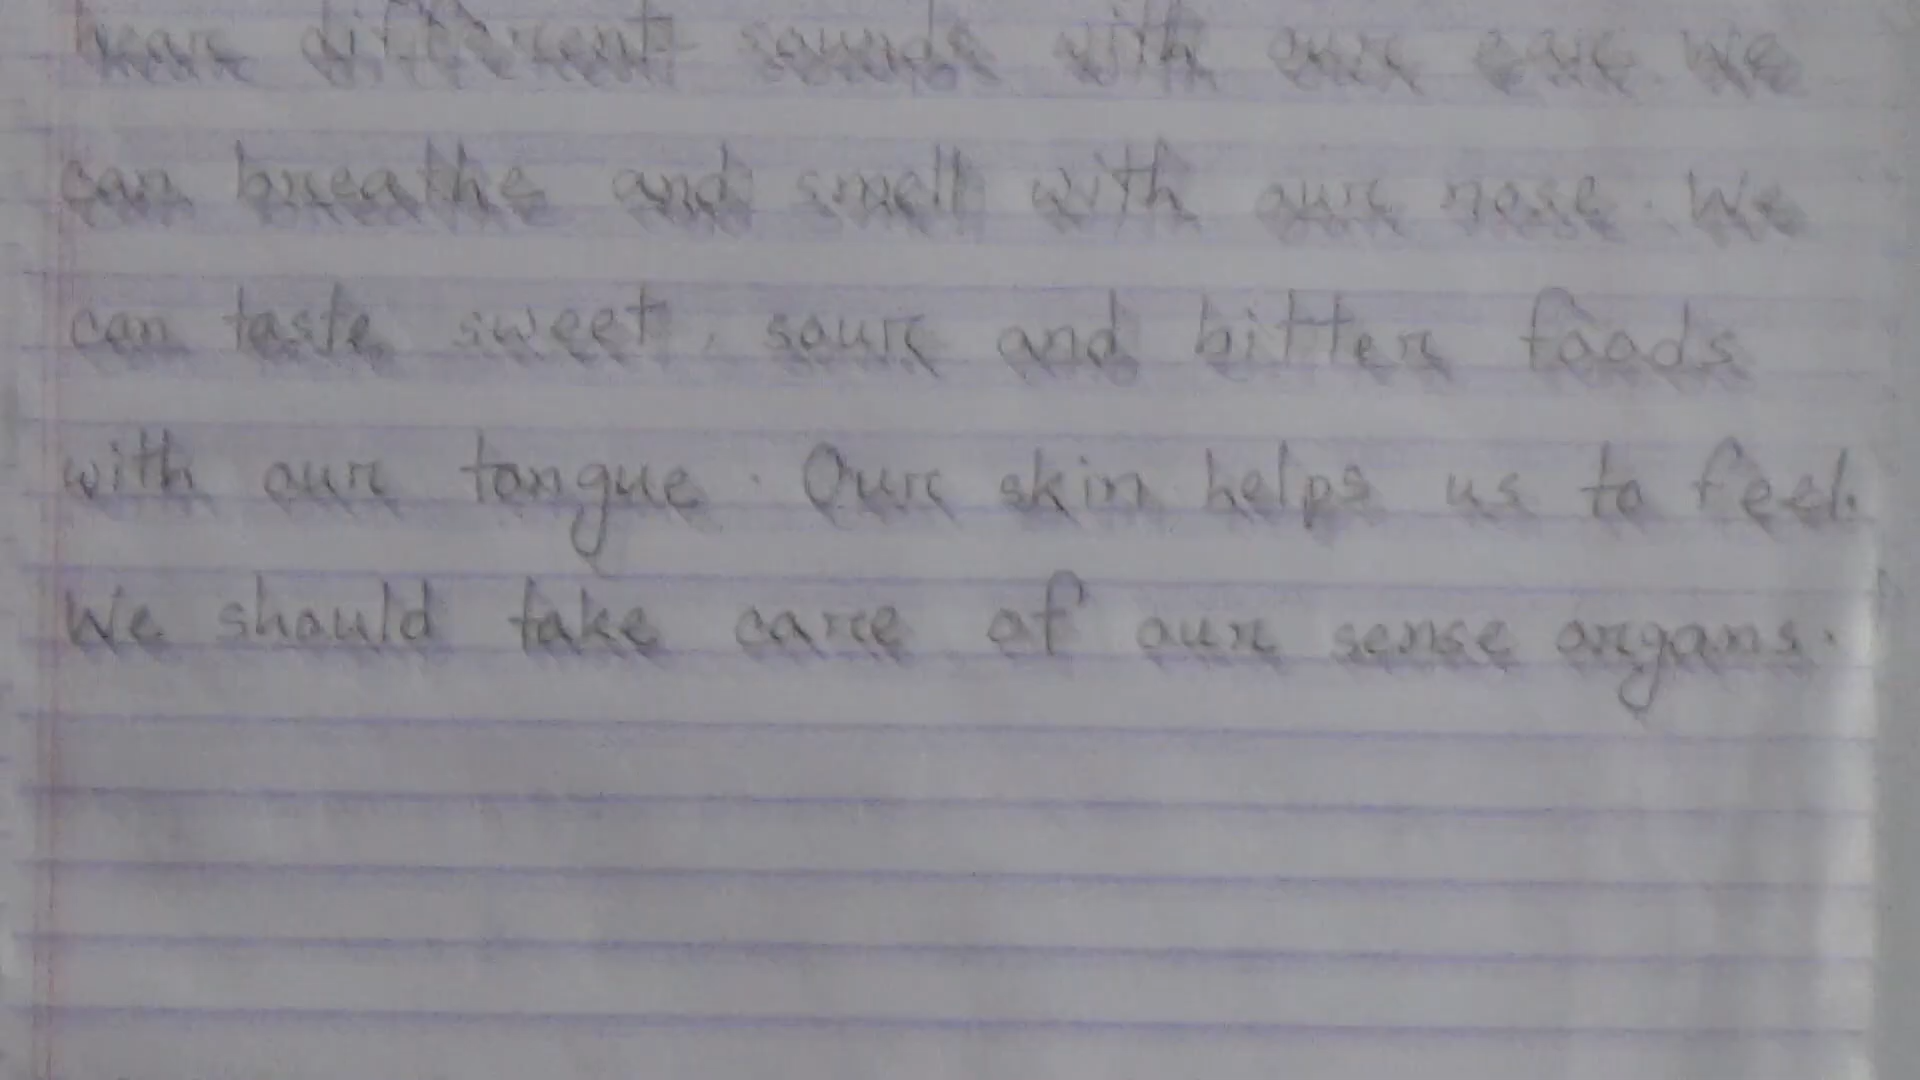 hear different sounds with our ear. We
can breathe and smell with our nose. We
can taste sweet, sour and bitter foods
with our tongue. Our skin helps us to feel.
We should take care of our sense organs.